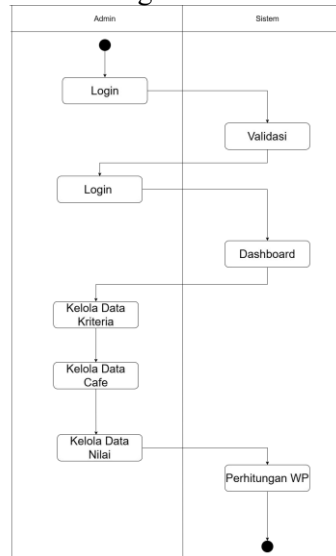 Admin
Sistem
Login
Validasi
Login
Dashboard
Kelola Data
Kriteria
Kelola Data
Cafe
Kelola Data
Nilai
Perhitungan WP